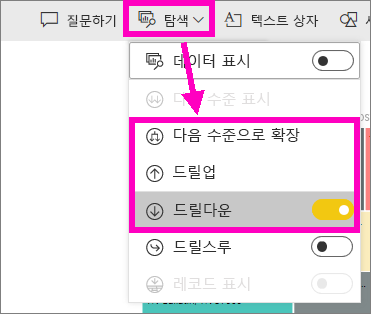 질문하기
탐색
텍스트 상자
데이터 표시
다음 수준 표시
다음 수준으로 확장
드릴업
드릴다운
드릴스루
레코드 표시